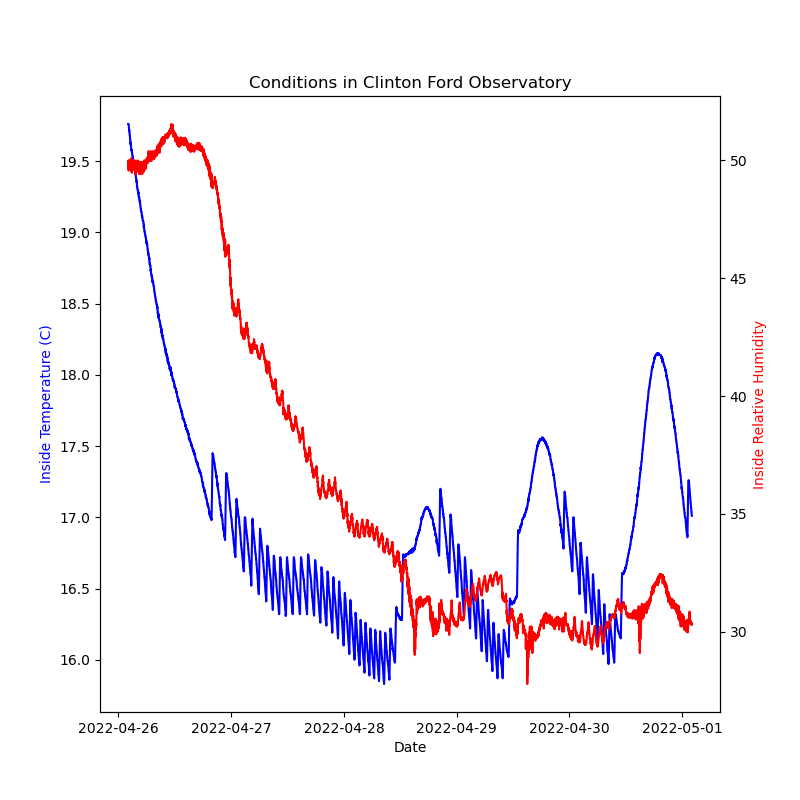 Conditions in Clinton Ford Observatory
19.5
19.0
18.5
18.0
17.5
17.0
16.5
16.0
Inside Temperature (C)
50
45
40
35
30
Inside Relative Humidity
2022-04-26 2022-04-27 2022-04-28 2022-04-29 2022-04-30 2022-05-01
Date